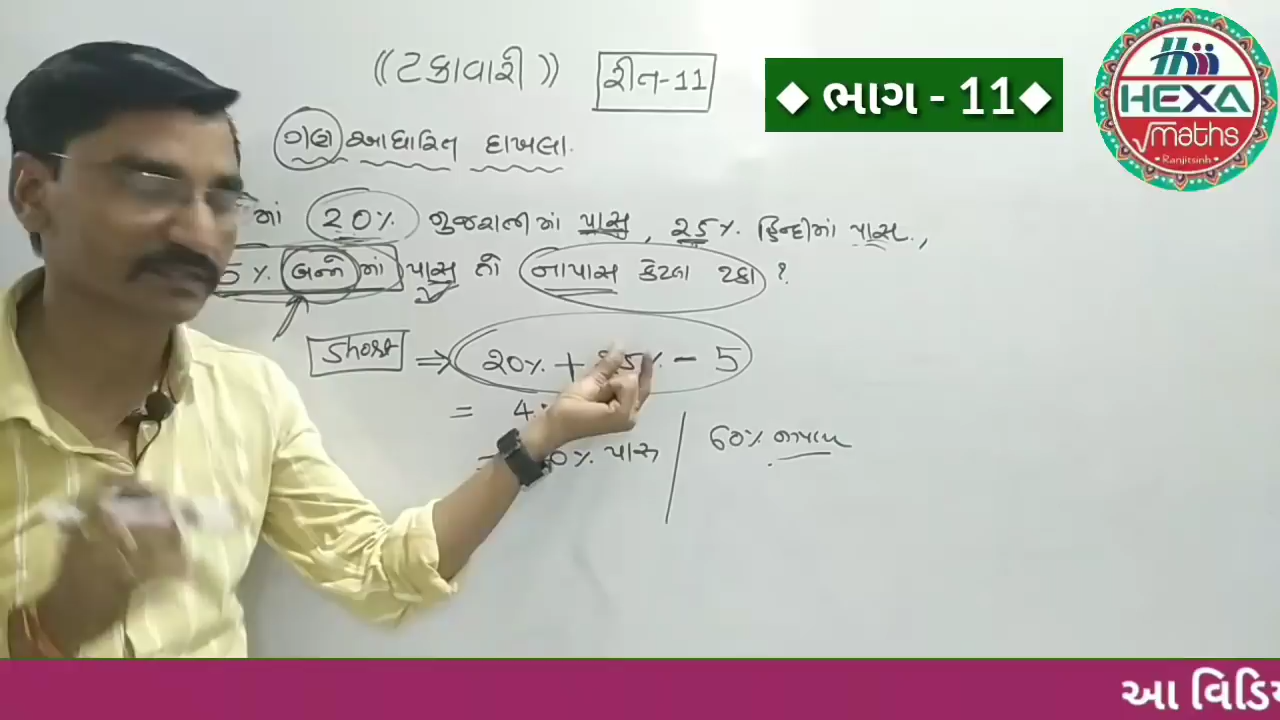 ((ટકાવારી))
રીત-11
◆ ભાગ - 11◆
HEXA
√maths
Ranjitsinh
ગણ આધારિત દાખલા.
માં 20% ગુજરાતીમાં પાસ, 25% હિન્દીમાં પાસ,
5% બન્નેમાં પાસ તો નાપાસ કેટલા ટકા ?
Short ⇒ 20% + 25% - 5
= 4
0% પાસ | 60% નાપાસ
આ વિડિ